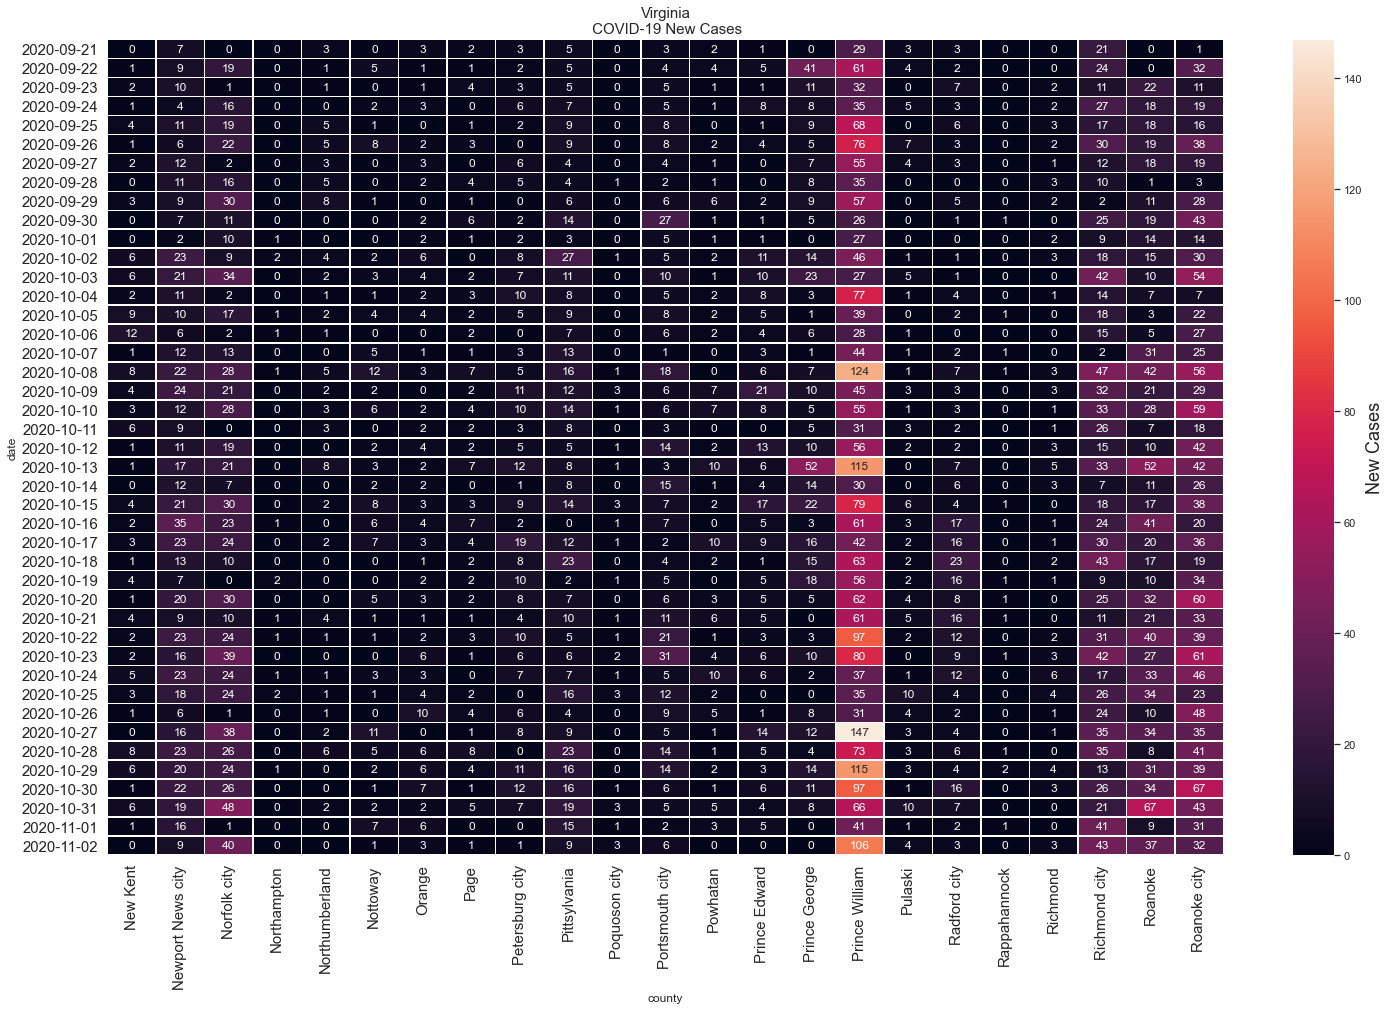 Virginia
COVID-19 New Cases
2020-09-21 0 7 0 0 3 0 3 2 3 5 0 3 2 1 0 29 3 3 0 0 21 0 1
2020-09-22 1 9 19 0 1 5 1 1 2 5 0 4 4 5 41 61 4 2 0 0 24 0 32
2020-09-23 2 10 1 0 1 0 1 4 3 5 0 5 1 1 11 32 0 7 0 2 11 22 11
2020-09-24 1 4 16 0 0 2 3 0 6 7 0 5 1 8 8 35 5 3 0 2 27 18 19
2020-09-25 4 11 19 0 5 1 0 1 2 9 0 8 0 1 9 68 0 6 0 3 17 18 16
2020-09-26 1 6 22 0 5 8 2 3 0 9 0 8 2 4 5 76 7 3 0 2 30 19 38
2020-09-27 2 12 2 0 3 0 3 0 6 4 0 4 1 0 7 55 4 3 0 1 12 18 19
2020-09-28 0 11 16 0 5 0 2 4 5 4 1 2 1 0 8 35 0 0 0 3 10 1 3
2020-09-29 3 9 30 0 8 1 0 1 0 6 0 6 6 2 9 57 0 5 0 2 2 11 28
2020-09-30 0 7 11 0 0 0 2 6 2 14 0 27 1 1 5 26 0 1 1 0 25 19 43
2020-10-01 0 2 10 1 0 0 2 1 2 3 0 5 1 1 0 27 0 0 0 2 9 14 14
2020-10-02 6 23 9 2 4 2 6 0 8 27 1 5 2 11 14 46 1 1 0 3 18 15 30
2020-10-03 6 21 34 0 2 3 4 2 7 11 0 10 1 10 23 27 5 1 0 0 42 10 54
2020-10-04 2 11 2 0 1 1 2 3 10 8 0 5 2 8 3 77 1 4 0 1 14 7 7
2020-10-05 9 10 17 1 2 4 4 2 5 9 0 8 2 5 1 39 0 2 1 0 18 3 22
2020-10-06 12 6 2 1 1 0 0 2 0 7 0 6 2 4 6 28 1 0 0 0 15 5 27
2020-10-07 1 12 13 0 0 5 1 1 3 13 0 1 0 3 1 44 1 2 1 0 2 31 25
2020-10-08 8 22 28 1 5 12 3 7 5 16 1 18 0 6 7 124 1 7 1 3 47 42 56
2020-10-09 4 24 21 0 2 2 0 2 11 12 3 6 7 21 10 45 3 3 0 3 32 21 29
2020-10-10 3 12 28 0 3 6 2 4 10 14 1 6 7 8 5 55 1 3 0 1 33 28 59
2020-10-11 6 9 0 0 3 0 2 2 3 8 0 3 0 0 5 31 3 2 0 1 26 7 18
2020-10-12 1 11 19 0 0 2 4 2 5 5 1 14 2 13 10 56 2 2 0 3 15 10 42
2020-10-13 1 17 21 0 8 3 2 7 12 8 1 3 10 6 52 115 0 7 0 5 33 52 42
2020-10-14 0 12 7 0 0 2 2 0 1 8 0 15 1 4 14 30 0 6 0 3 7 11 26
2020-10-15 4 21 30 0 2 8 3 3 9 14 3 7 2 17 22 79 6 4 1 0 18 17 38
2020-10-16 2 35 23 1 0 6 4 7 2 0 1 7 0 5 3 61 3 17 0 1 24 41 20
2020-10-17 3 23 24 0 2 7 3 4 19 12 1 2 10 9 16 42 2 16 0 1 30 20 36
2020-10-18 1 13 10 0 0 0 1 2 8 23 0 4 2 1 15 63 2 23 0 2 43 17 19
2020-10-19 4 7 0 2 0 0 2 2 10 2 1 5 0 5 18 56 2 16 1 1 9 10 34
2020-10-20 1 20 30 0 0 5 3 2 8 7 0 6 3 5 5 62 4 8 1 0 25 32 60
2020-10-21 4 9 10 1 4 1 1 1 4 10 1 11 6 5 0 61 5 16 1 0 11 21 33
2020-10-22 2 23 24 1 1 1 2 3 10 5 1 21 1 3 3 97 2 12 0 2 31 40 39
2020-10-23 2 16 39 0 0 0 6 1 6 6 2 31 4 6 10 80 0 9 1 3 42 27 61
2020-10-24 5 23 24 1 1 3 3 0 7 7 1 5 10 6 2 37 1 12 0 6 17 33 46
2020-10-25 3 18 24 2 1 1 4 2 0 16 3 12 2 0 0 35 10 4 0 4 26 34 23
2020-10-26 1 6 1 0 1 0 10 4 6 4 0 9 5 1 8 31 4 2 0 1 24 10 48
2020-10-27 0 16 38 0 2 11 0 1 8 9 0 5 1 14 12 147 3 4 0 1 35 34 35
2020-10-28 8 23 26 0 6 5 6 8 0 23 0 14 1 5 4 73 3 6 1 0 35 8 41
2020-10-29 6 20 24 1 0 2 6 4 11 16 0 14 2 3 14 115 3 4 2 4 13 31 39
2020-10-30 1 22 26 0 0 1 7 1 12 16 1 6 1 6 11 97 1 16 0 3 26 34 67
2020-10-31 6 19 48 0 2 2 2 5 7 19 3 5 5 4 8 66 10 7 0 0 21 67 43
2020-11-01 1 16 1 0 0 7 6 0 0 15 1 2 3 5 0 41 1 2 1 0 41 9 31
2020-11-02 0 9 40 0 0 1 3 1 1 9 3 6 0 0 0 106 4 3 0 3 43 37 32
date
New Kent
Newport News city
Norfolk city
Northampton
Northumberland
Nottoway
Orange
Page
Petersburg city
Pittsylvania
Poquoson city
Portsmouth city
Powhatan
Prince Edward
Prince George
Prince William
Pulaski
Radford city
Rappahannock
Richmond
Richmond city
Roanoke
Roanoke city
county
140
120
100
80
60
40
20
0
New Cases